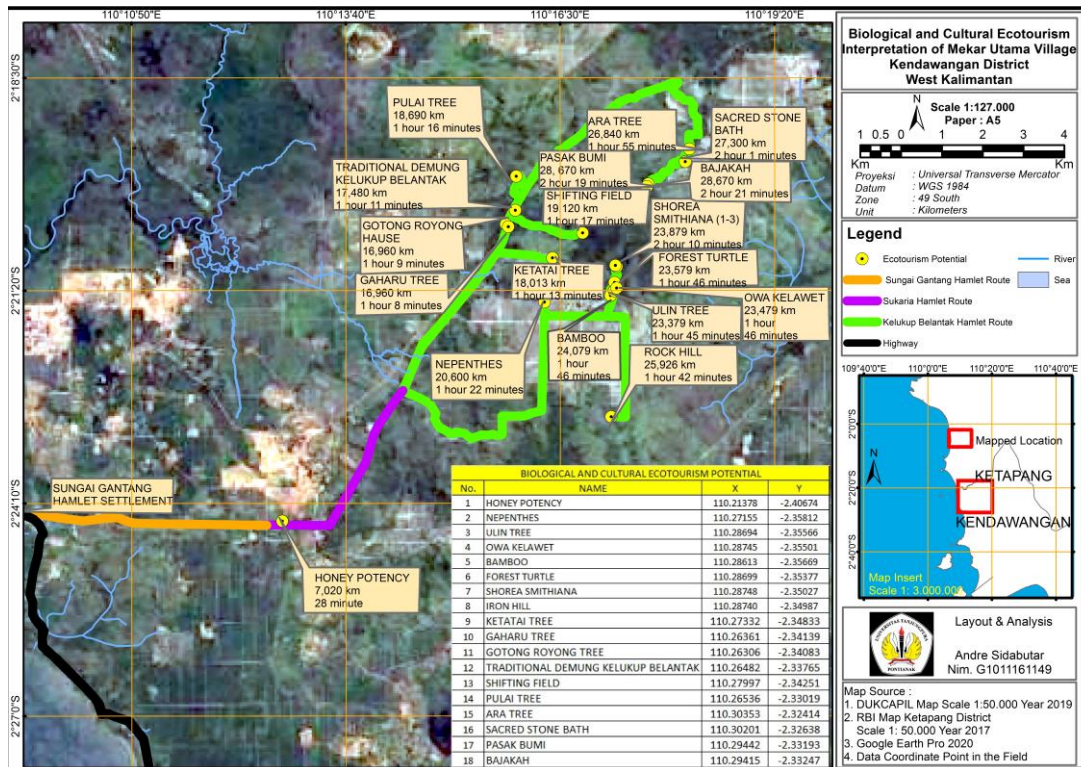 110°10'50"E 110°13'40"E 110°16'30"E 110°19'20"E
2°18'30"S
2°21'20"S
2°24'10"S
2°27'0"S
PULAI TREE
18,690 km
1 hour 16 minutes
ARA TREE
26,840 km
1 hour 55 minutes
SACRED STONE
BATH
27,300 km
2 hour 1 minutes
TRADITIONAL DEMUNG
KELUKUP BELANTAK
17,480 km
1 hour 11 minutes
PASAK BUMI
28, 670 km
2 hour 19 minutes
BAJAKAH
28,670 km
2 hour 21 minutes
SHIFTING FIELD
19,120 km
1 hour 17 minutes
SHOREA
SMITHIANA (1-3)
23,879 km
2 hour 10 minutes
GOTONG ROYONG
HAUSE
16,960 km
1 hour 9 minutes
FOREST TURTLE
23,579 km
1 hour 46 minutes
GAHARU TREE
16,960 km
1 hour 8 minutes
KETATAI TREE
18,013 km
1 hour 13 minutes
OWA KELAWET
23,479 km
1 hour
46 minutes
ULIN TREE
23,379 km
1 hour 45 minutes
BAMBOO
24,079 km
1 hour
46 minutes
NEPENTHES
20,600 km
1 hour 22 minutes
ROCK HILL
25,926 km
1 hour 42 minutes
SUNGAI GANTANG
HAMLET SETTLEMENT
HONEY POTENCY
7,020 km
28 minute
BIOLOGICAL AND CULTURAL ECOTOURISM POTENTIAL
No. NAME X Y
1 HONEY POTENCY 110.21378 -2.40674
2 NEPENTHES 110.27155 -2.35812
3 ULIN TREE 110.28694 -2.35566
4 OWA KELAWET 110.28745 -2.35501
5 BAMBOO 110.28613 -2.35669
6 FOREST TURTLE 110.28699 -2.35377
7 SHOREA SMITHIANA 110.28748 -2.35027
8 IRON HILL 110.28740 -2.34987
9 KETATAI TREE 110.27332 -2.34833
10 GAHARU TREE 110.26361 -2.34139
11 GOTONG ROYONG TREE 110.26306 -2.34083
12 TRADITIONAL DEMUNG KELUKUP BELANTAK 110.26482 -2.33765
13 SHIFTING FIELD 110.27997 -2.34251
14 PULAI TREE 110.26536 -2.33019
15 ARA TREE 110.30353 -2.32414
16 SACRED STONE BATH 110.30201 -2.32638
17 PASAK BUMI 110.29442 -2.33193
18 BAJAKAH 110.29415 -2.33247
Biological and Cultural Ecotourism
Interpretation of Mekar Utama Village
Kendawangan District
West Kalimantan
N
Scale 1:127.000
Paper : A5
1 0.5 0 1 2 3 4
Km Km
Proyeksi : Universal Transverse Mercator
Datum : WGS 1984
Zone : 49 South
Unit : Kilometers
Legend
Ecotourism Potential
River
Sungai Gantang Hamlet Route
Sea
Sukaria Hamlet Route
Kelukup Belantak Hamlet Route
Highway
109°40'0"E 110°0'0"E 110°20'0"E
2°0'0"S
2°20'0"S
2°40'0"S
N
Mapped Location
KETAPANG
KENDAWANGAN
Map Insert
Scale 1: 3.000.000
UNIVERSITAS TANJUNGPURA
PONTIANAK
Layout & Analysis
Andre Sidabutar
Nim. G1011161149
Map Source :
1. DUKCAPIL Map Scale 1:50.000 Year 2019
2. RBI Map Ketapang District
Scale 1: 50.000 Year 2017
3. Google Earth Pro 2020
4. Data Coordinate Point in the Field